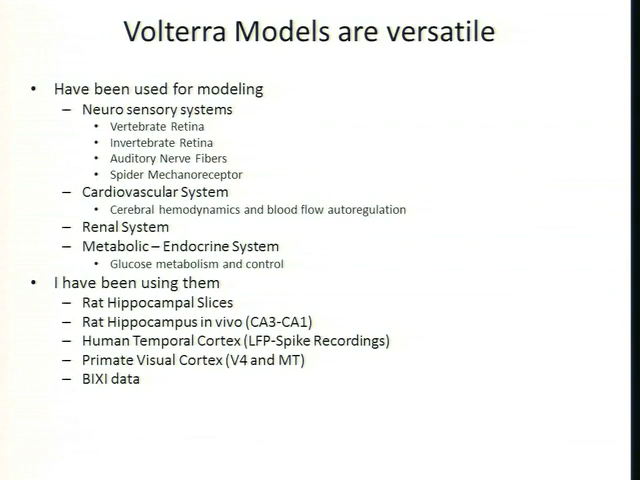 Volterra Models are versatile
• Have been used for modeling
– Neuro sensory systems
• Vertebrate Retina
• Invertebrate Retina
• Auditory Nerve Fibers
• Spider Mechanoreceptor
– Cardiovascular System
• Cerebral hemodynamics and blood flow autoregulation
– Renal System
– Metabolic – Endocrine System
• Glucose metabolism and control
• I have been using them
– Rat Hippocampal Slices
– Rat Hippocampus in vivo (CA3-CA1)
– Human Temporal Cortex (LFP-Spike Recordings)
– Primate Visual Cortex (V4 and MT)
– BIXI data